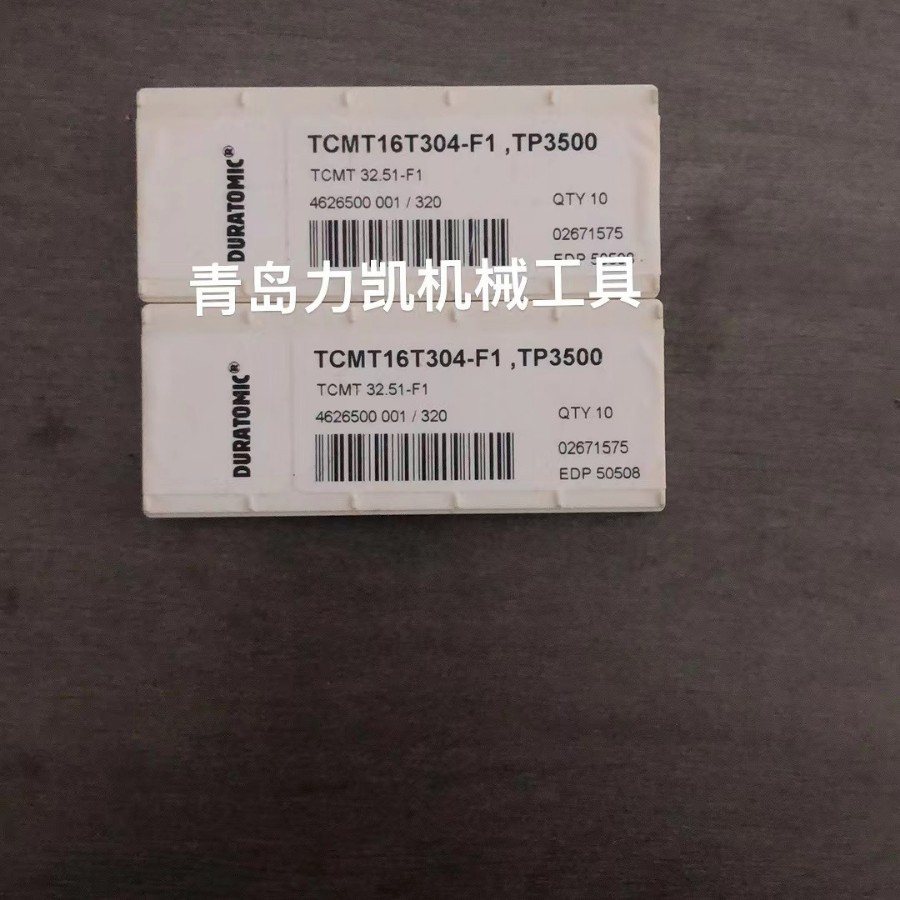 DURATOMIC®
TCMT16T304-F1 ,TP3500
TCMT 32.51-F1
4626500 001 / 320
QTY 10
02671575
EDP 50508
青岛力凯机械工具
DURATOMIC®
TCMT16T304-F1 ,TP3500
TCMT 32.51-F1
4626500 001 / 320
QTY 10
02671575
EDP 50508